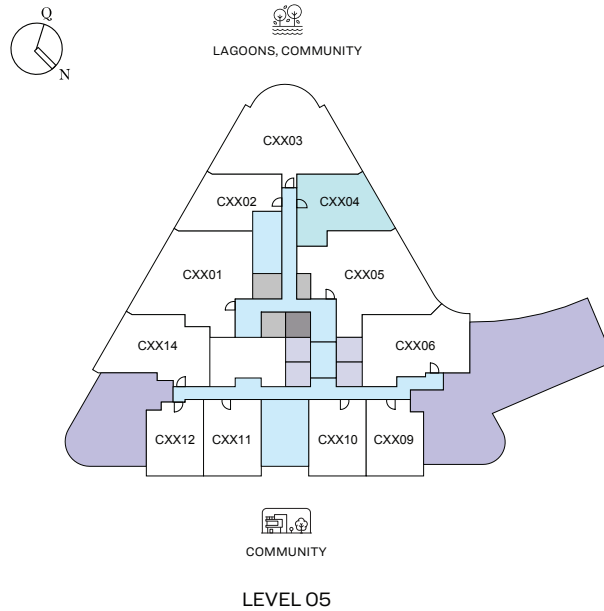 Q
N
LAGOONS, COMMUNITY
CXX03
CXX02
CXX04
CXX01
CXX05
CXX14
CXX06
CXX12
CXX11
CXX10
CXX09
COMMUNITY
LEVEL 05